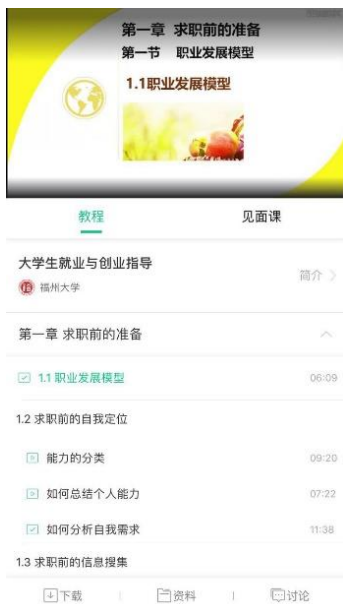 第一章 求职前的准备
第一节 职业发展模型
1.1职业发展模型
教程 见面课
大学生就业与创业指导
简介
福州大学
第一章 求职前的准备
1.1 职业发展模型 06:09
1.2 求职前的自我定位
能力的分类 09:20
如何总结个人能力 07:22
如何分析自我需求 11:38
1.3 求职前的信息搜集
下载 资料 讨论